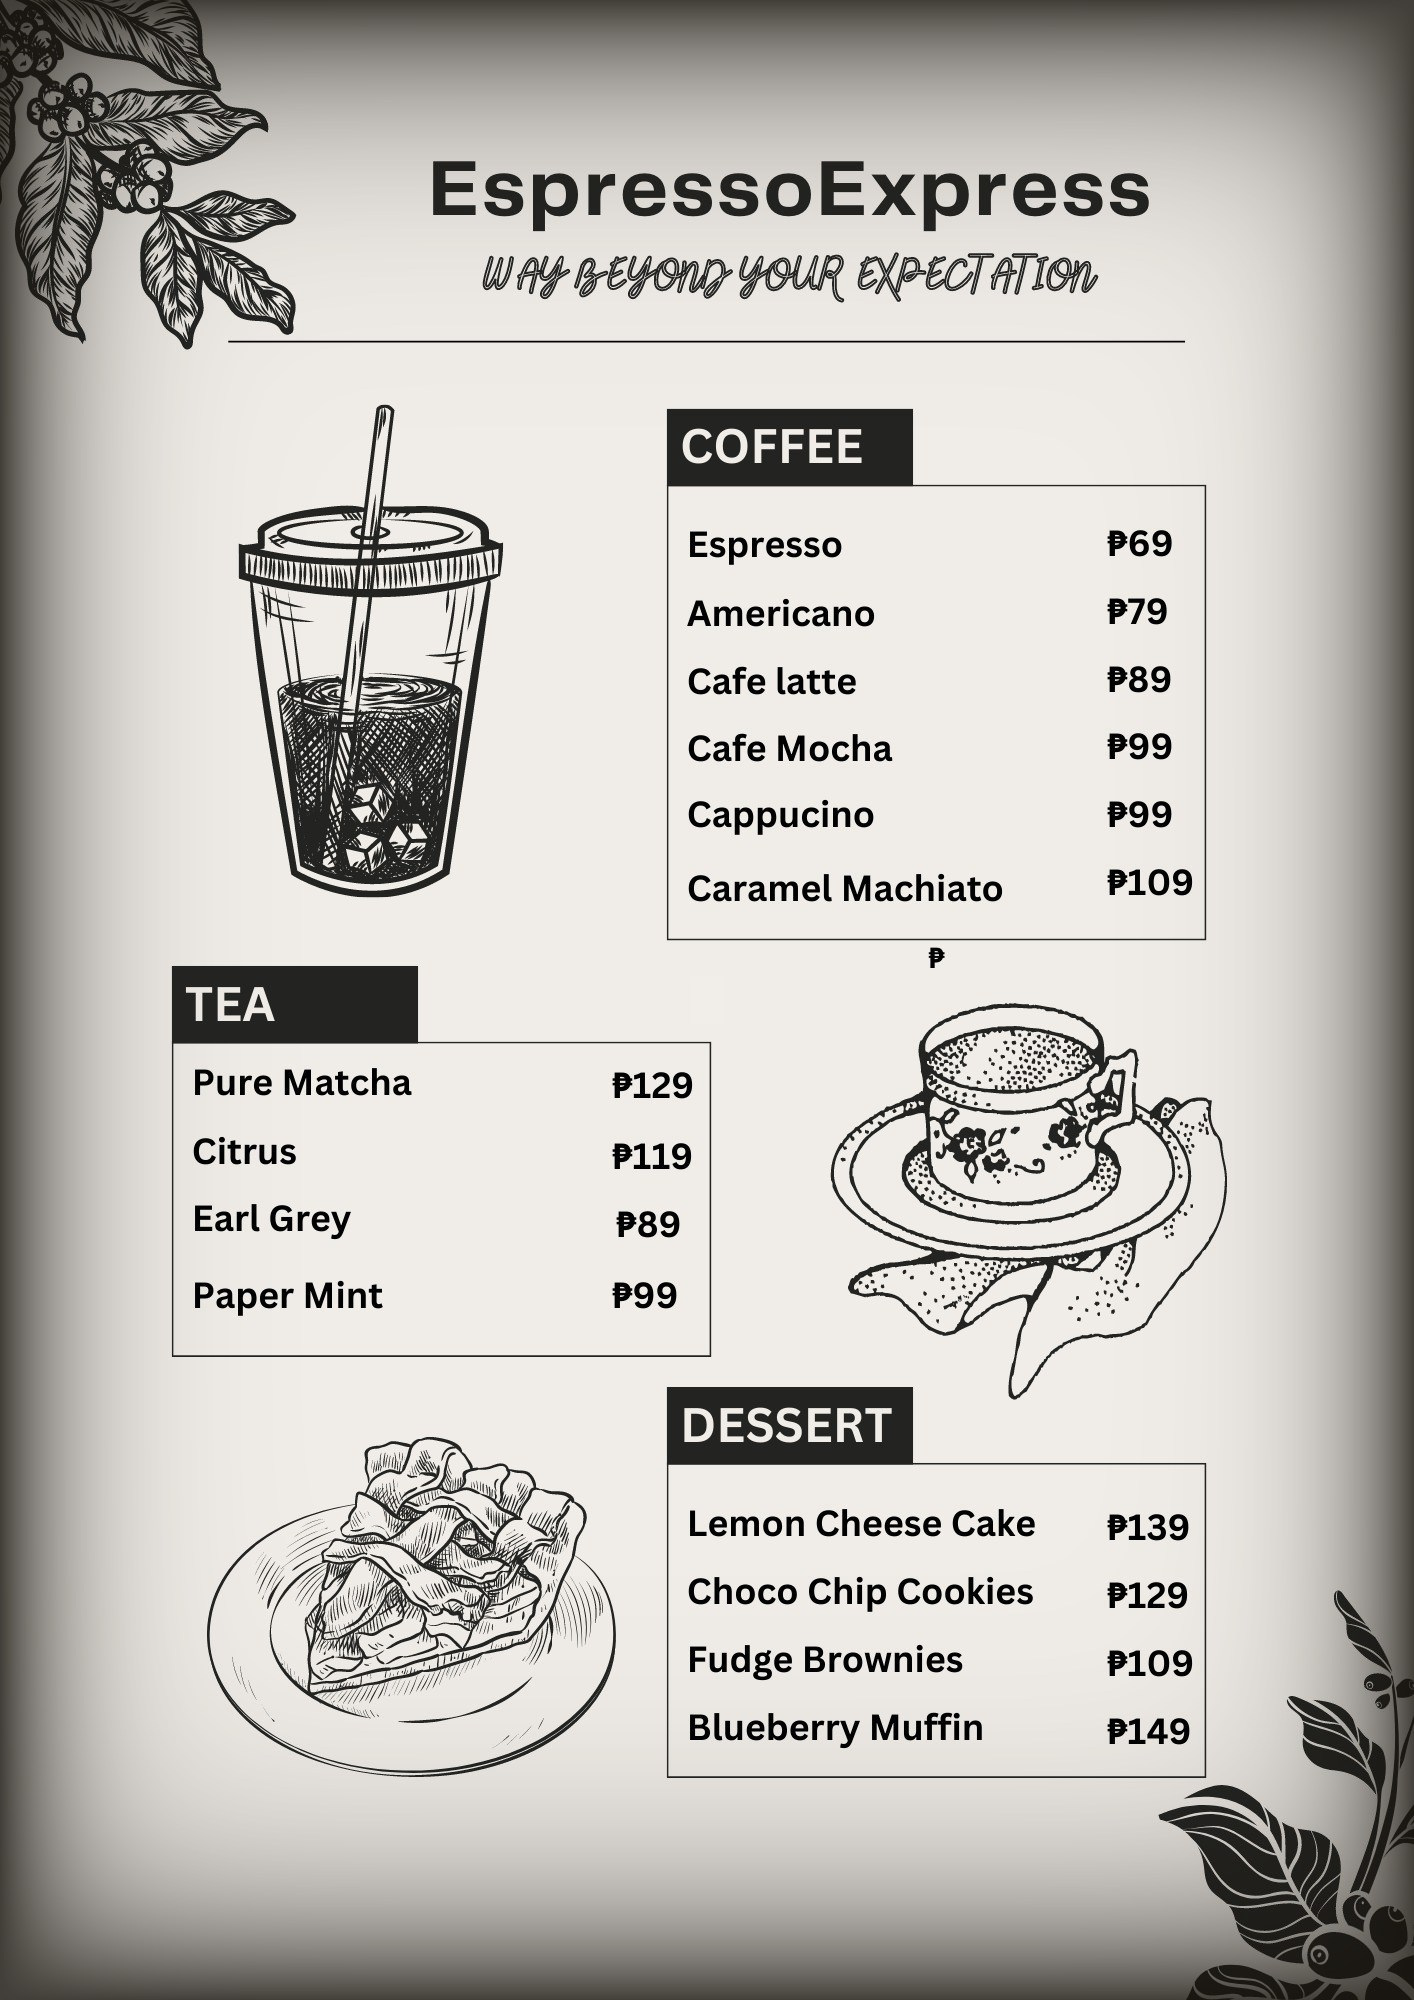 EspressoExpress
WAY BEYOND YOUR EXPECTATION
COFFEE
Espresso ₱69
Americano ₱79
Cafe latte ₱89
Cafe Mocha ₱99
Cappucino ₱99
Caramel Machiato ₱109
₱
TEA
Pure Matcha ₱129
Citrus ₱119
Earl Grey ₱89
Paper Mint ₱99
DESSERT
Lemon Cheese Cake ₱139
Choco Chip Cookies ₱129
Fudge Brownies ₱109
Blueberry Muffin ₱149